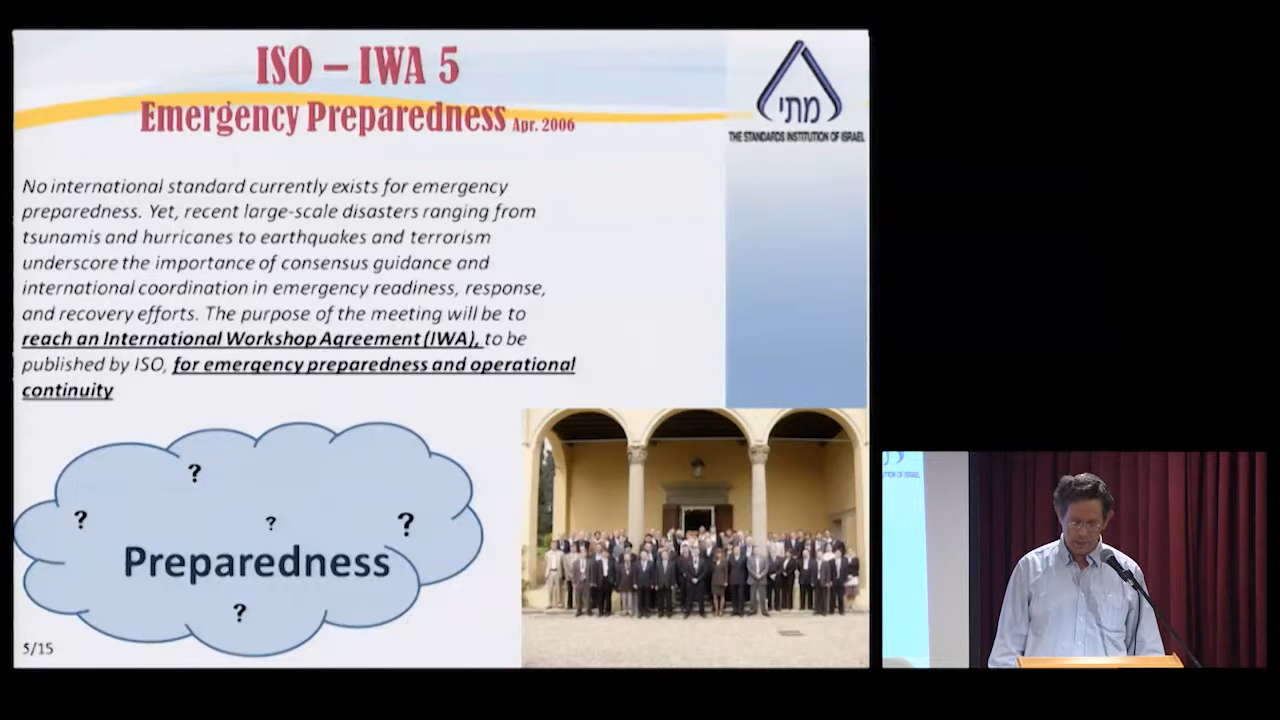 ISO – IWA 5
Emergency Preparedness Apr. 2006
מתי
THE STANDARDS INSTITUTION OF ISRAEL
No international standard currently exists for emergency
preparedness. Yet, recent large-scale disasters ranging from
tsunamis and hurricanes to earthquakes and terrorism
underscore the importance of consensus guidance and
international coordination in emergency readiness, response,
and recovery efforts. The purpose of the meeting will be to
reach an International Workshop Agreement (IWA), to be
published by ISO, for emergency preparedness and operational
continuity
?
? ? ?
Preparedness
?
5/15
UTION OF ISRAEL